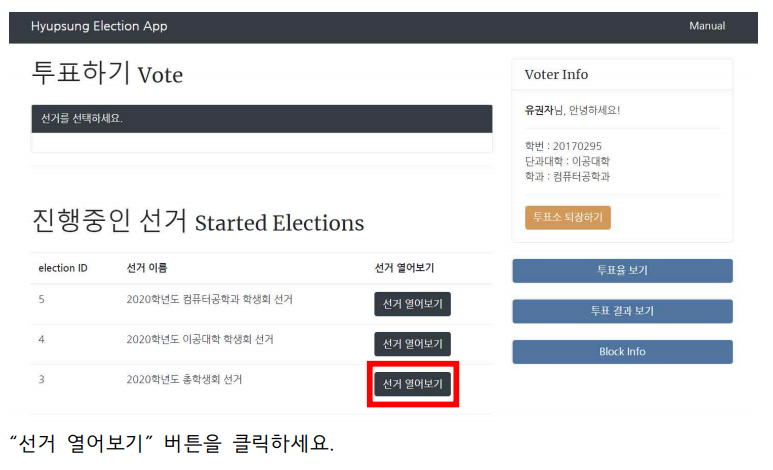 Hyupsung Election App
Manual
투표하기 Vote
선거를 선택하세요.
진행중인 선거 Started Elections
election ID 선거 이름 선거 열어보기
5 2020학년도 컴퓨터공학과 학생회 선거 선거 열어보기
4 2020학년도 이공대학 학생회 선거 선거 열어보기
3 2020학년도 총학생회 선거 선거 열어보기
Voter Info
유권자님, 안녕하세요!
학번 : 20170295
단과대학 : 이공대학
학과 : 컴퓨터공학과
투표소 퇴장하기
투표율 보기
투표 결과 보기
Block Info
“선거 열어보기” 버튼을 클릭하세요.